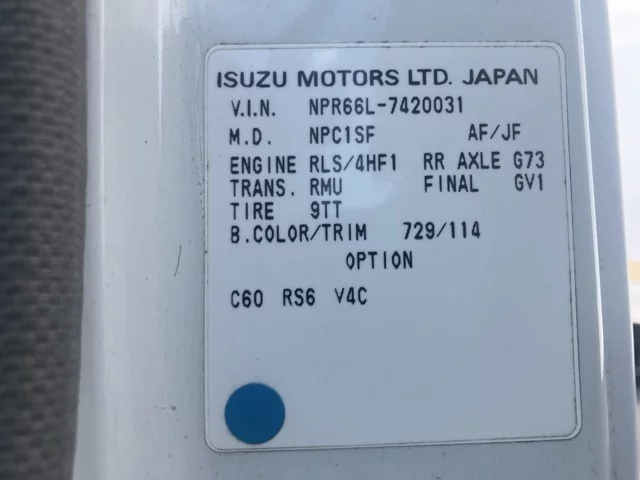 ISUZU MOTORS LTD. JAPAN
V.I.N. NPR66L-7420031
M.D. NPC1SF AF/JF
ENGINE RLS/4HF1 RR AXLE G73
TRANS. RMU FINAL GV1
TIRE 9TT
B.COLOR/TRIM 729/114
OPTION
C60 RS6 V4C